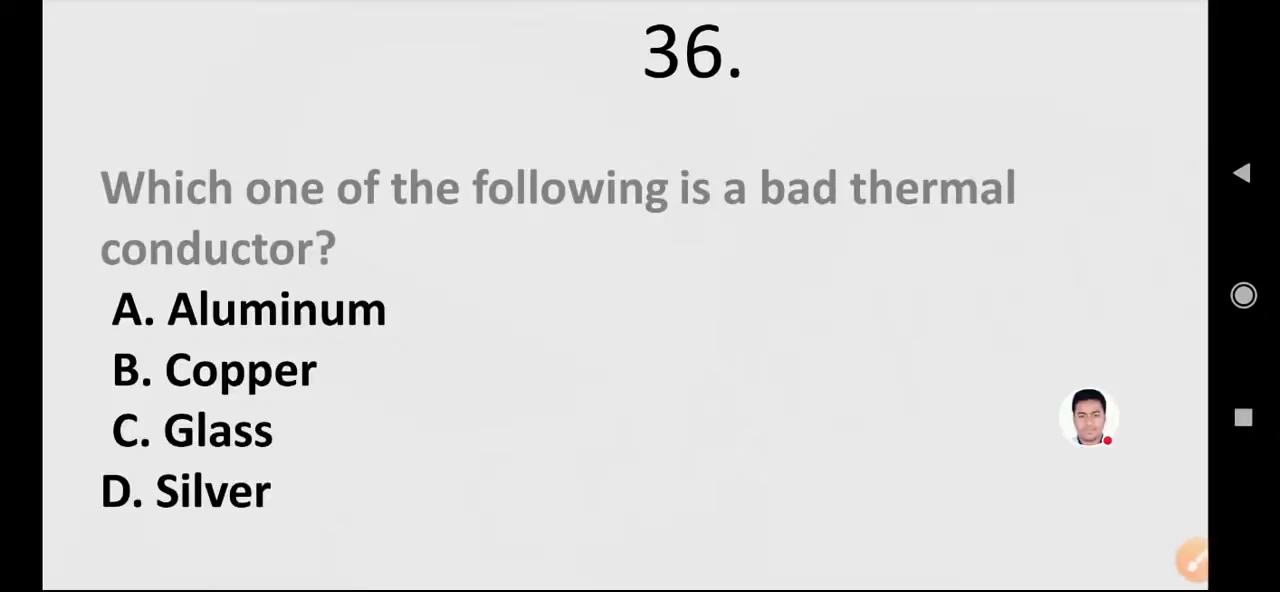 36.
Which one of the following is a bad thermal
conductor?
A. Aluminum
B. Copper
C. Glass
D. Silver